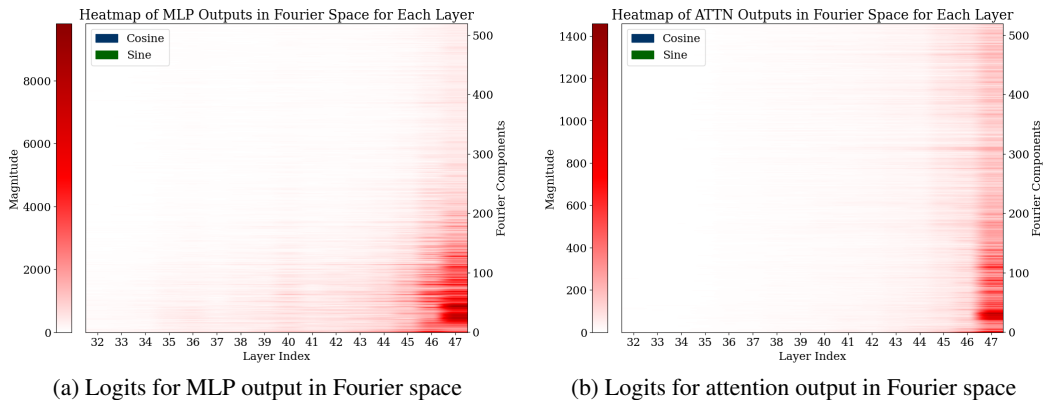 Heatmap of MLP Outputs in Fourier Space for Each Layer
Cosine
Sine
Magnitude
8000
6000
4000
2000
0
Fourier Components
500
400
300
200
100
0
32 33 34 35 36 37 38 39 40 41 42 43 44 45 46 47
Layer Index
(a) Logits for MLP output in Fourier space
Heatmap of ATTN Outputs in Fourier Space for Each Layer
Cosine
Sine
Magnitude
1400
1200
1000
800
600
400
200
0
Fourier Components
500
400
300
200
100
0
32 33 34 35 36 37 38 39 40 41 42 43 44 45 46 47
Layer Index
(b) Logits for attention output in Fourier space